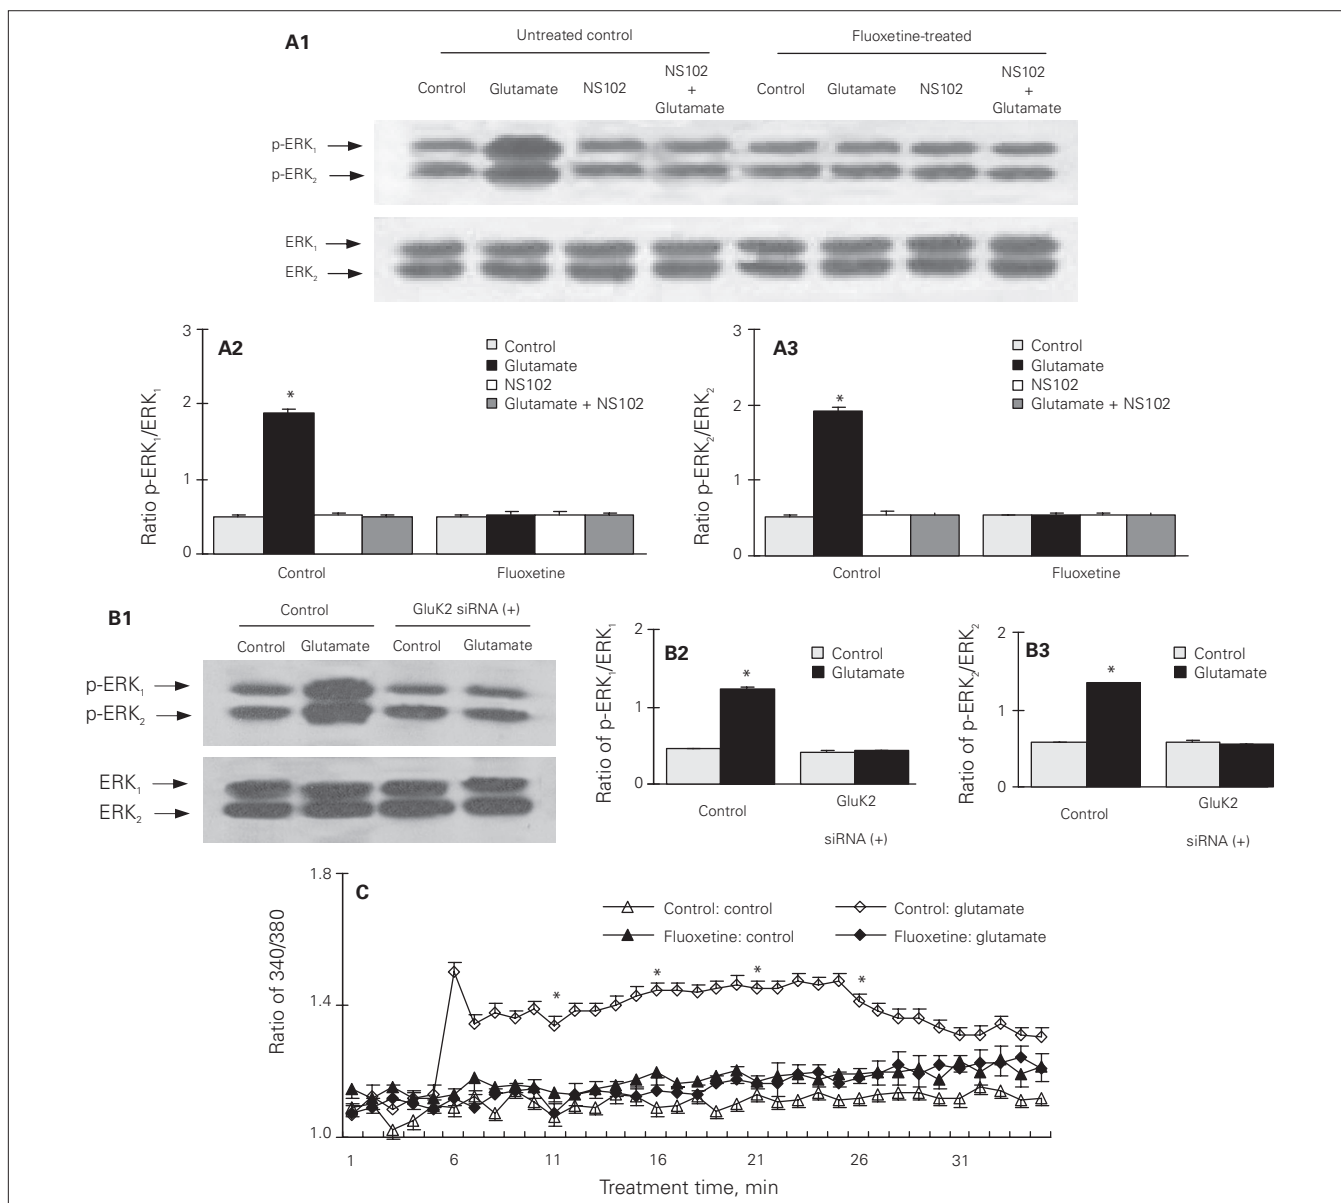 A1
Untreated control Fluoxetine-treated
Control Glutamate NS102 NS102 + Glutamate Control Glutamate NS102 NS102 + Glutamate
p-ERK₁
p-ERK₂
ERK₁
ERK₂
A2
Ratio p-ERK₁/ERK₁
3
2
1
0
*
Control
Glutamate
NS102
Glutamate + NS102
Control Fluoxetine
A3
Ratio p-ERK₂/ERK₂
3
2
1
0
*
Control
Glutamate
NS102
Glutamate + NS102
Control Fluoxetine
B1
Control GluK2 siRNA (+)
Control Glutamate Control Glutamate
p-ERK₁
p-ERK₂
ERK₁
ERK₂
B2
Ratio of p-ERK₁/ERK₁
2
1
0
*
Control
Glutamate
Control GluK2
siRNA (+)
B3
Ratio of p-ERK₂/ERK₂
2
1
0
*
Control
Glutamate
Control GluK2
siRNA (+)
C
Ratio of 340/380
1.8
1.4
1.0
Control: control Control: glutamate
Fluoxetine: control Fluoxetine: glutamate
* * * *
1 6 11 16 21 26 31
Treatment time, min